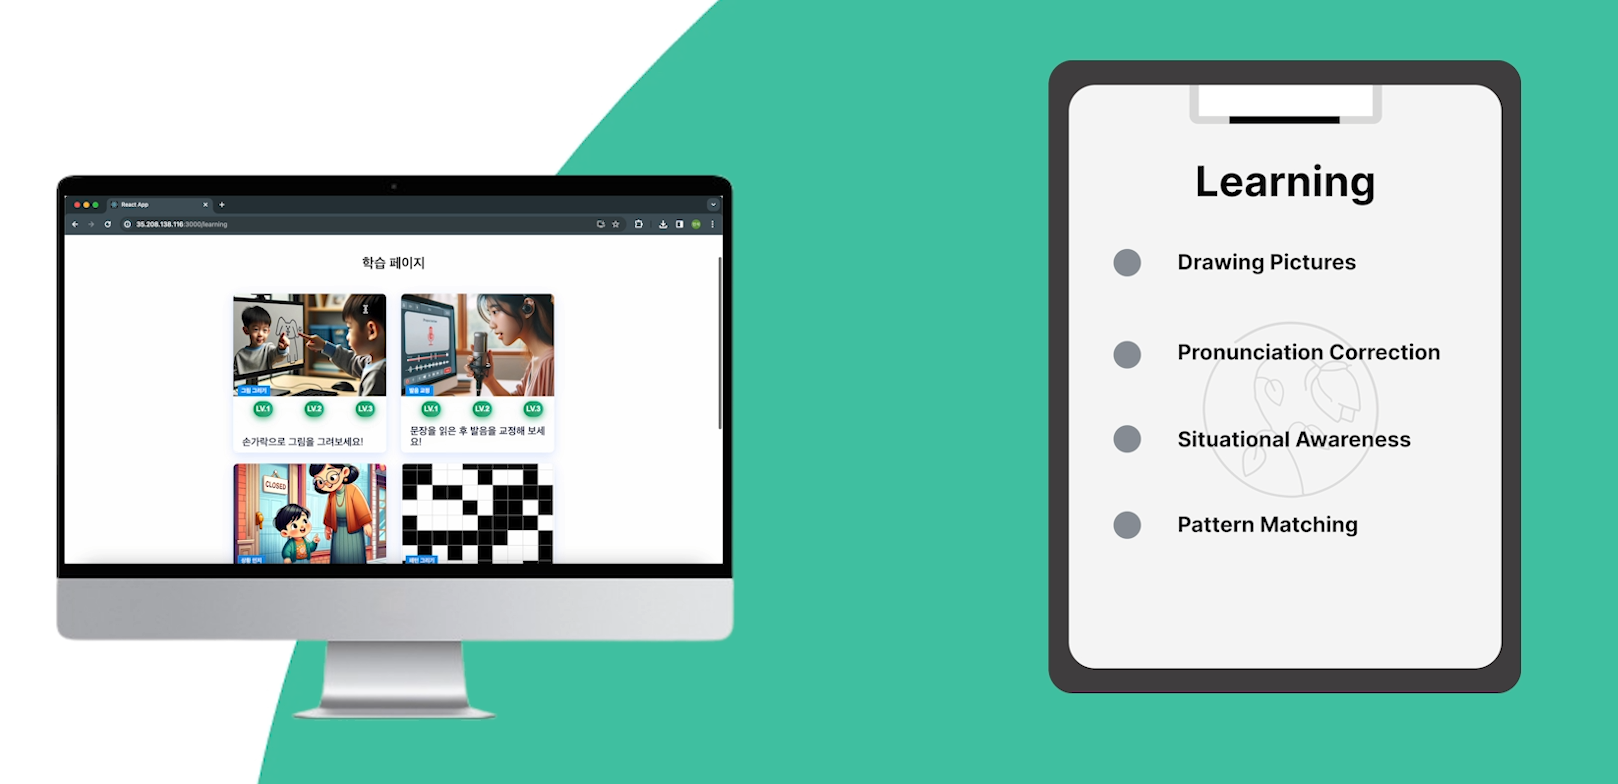 React App
35.208.138.116:3000/learning
학습 페이지
그림 그리기
LV.1 LV.2 LV.3
손가락으로 그림을 그려보세요!
발음 교정
LV.1 LV.2 LV.3
문장을 읽은 후 발음을 교정해 보세
요!
CLOSED
상황 인지
패턴 그리기
Learning
Drawing Pictures
Pronunciation Correction
Situational Awareness
Pattern Matching